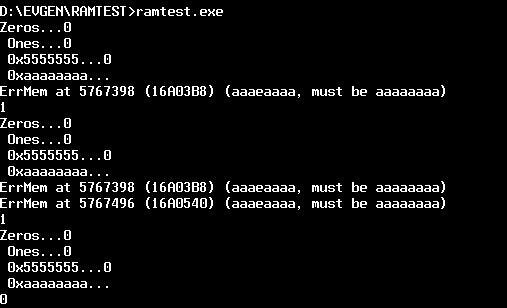 D:\EVGEN\RAMTEST>ramtest.exe
Zeros...0
Ones...0
0x5555555...0
0xaaaaaaaa...
ErrMem at 5767398 (16A03B8) (aaaeaaaa, must be aaaaaaaa)
1
Zeros...0
Ones...0
0x5555555...0
0xaaaaaaaa...
ErrMem at 5767398 (16A03B8) (aaaeaaaa, must be aaaaaaaa)
ErrMem at 5767496 (16A0540) (aaaeaaaa, must be aaaaaaaa)
1
Zeros...0
Ones...0
0x5555555...0
0xaaaaaaaa...
0